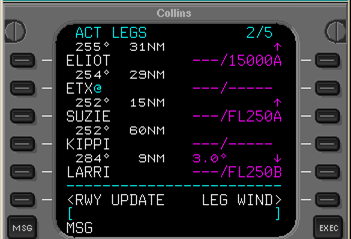 Collins
ACT LEGS 2/5
255° 31NM ↑
ELIOT ---/15000A
254° 29NM
ETX@ ---/-----
252° 15NM ↑
SUZIE ---/FL250A
252° 60NM
KIPPI ---/-----
284° 9NM 3.0° ↓
LARRI ---/FL250B
--------------------------------
<RWY UPDATE LEG WIND>
[ ]
MSG
MSG EXEC